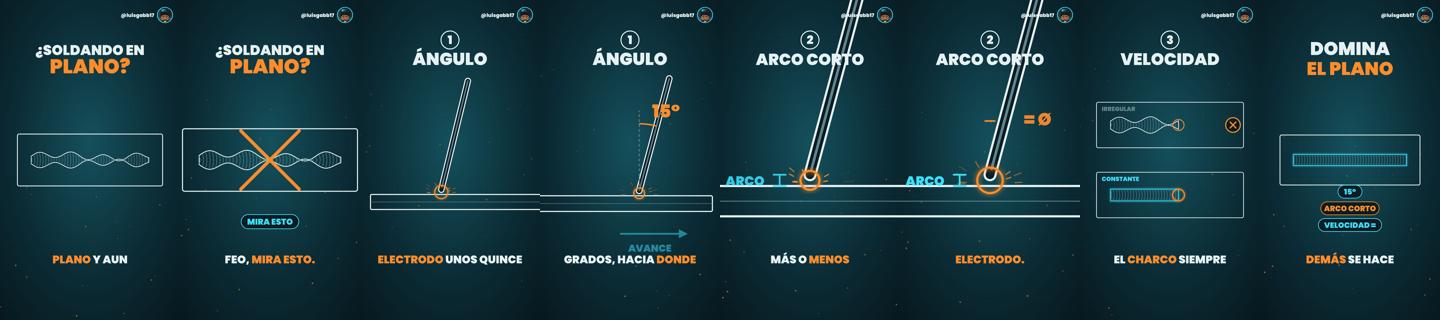 @luisgabb17
¿SOLDANDO EN
PLANO?
PLANO Y AUN
@luisgabb17
¿SOLDANDO EN
PLANO?
MIRA ESTO
FEO, MIRA ESTO.
@luisgabb17
1
ÁNGULO
ELECTRODO UNOS QUINCE
@luisgabb17
1
ÁNGULO
15°
AVANCE
GRADOS, HACIA DONDE
@luisgabb17
2
ARCO CORTO
ARCO
MÁS O MENOS
@luisgabb17
2
ARCO CORTO
= Ø
ARCO
ELECTRODO.
@luisgabb17
3
VELOCIDAD
IRREGULAR
CONSTANTE
EL CHARCO SIEMPRE
@luisgabb17
DOMINA
EL PLANO
15°
ARCO CORTO
VELOCIDAD =
DEMÁS SE HACE